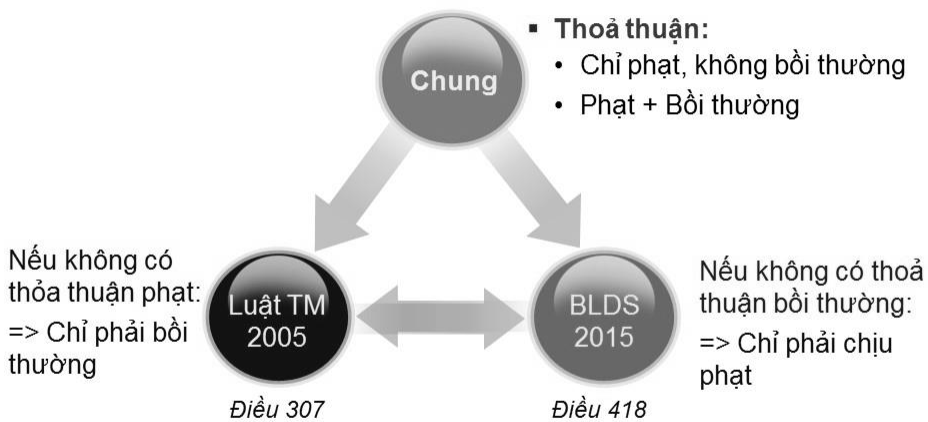 Chung
▪ Thoả thuận:
• Chỉ phạt, không bồi thường
• Phạt + Bồi thường
Nếu không có
thỏa thuận phạt:
=> Chỉ phải bồi
thường
Luật TM
2005
Điều 307
BLDS
2015
Điều 418
Nếu không có thoả
thuận bồi thường:
=> Chỉ phải chịu
phạt